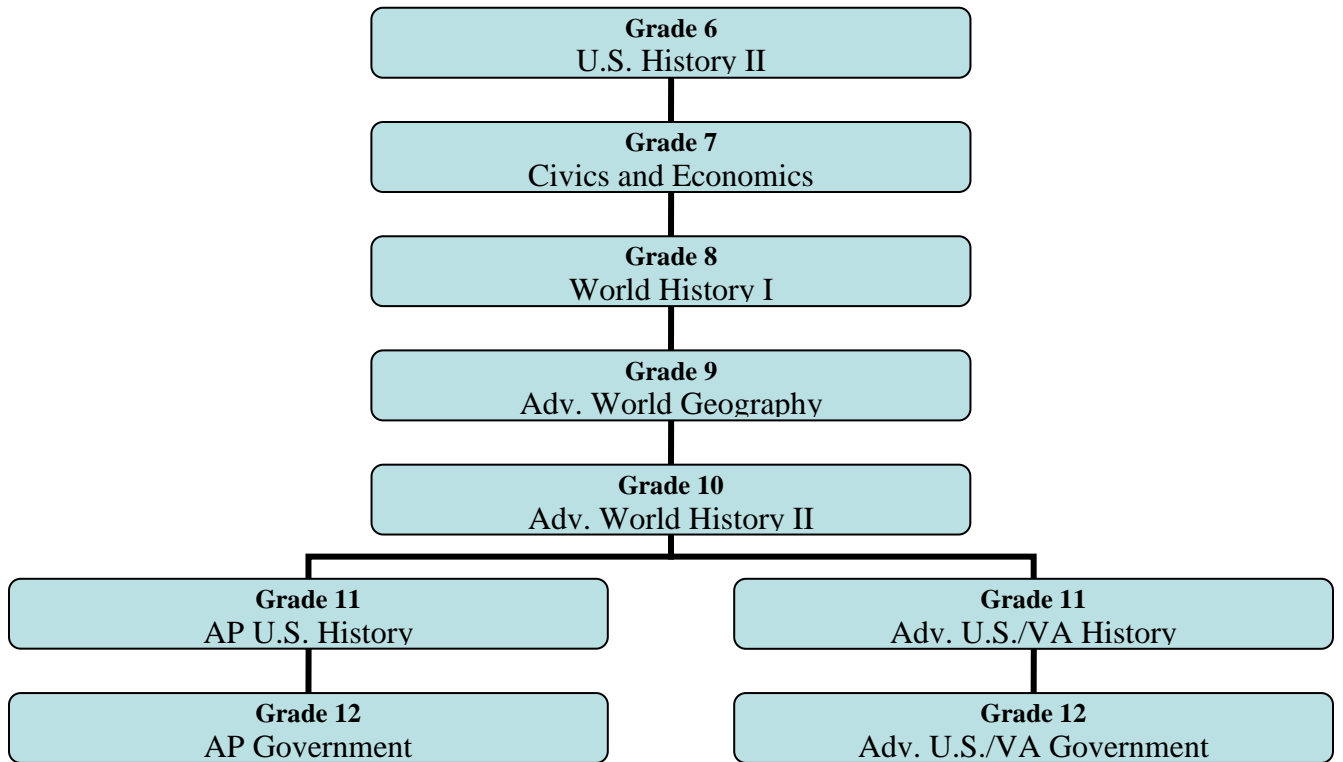 Grade 6
U.S. History II
Grade 7
Civics and Economics
Grade 8
World History I
Grade 9
Adv. World Geography
Grade 10
Adv. World History II
Grade 11
AP U.S. History
Grade 11
Adv. U.S./VA History
Grade 12
AP Government
Grade 12
Adv. U.S./VA Government